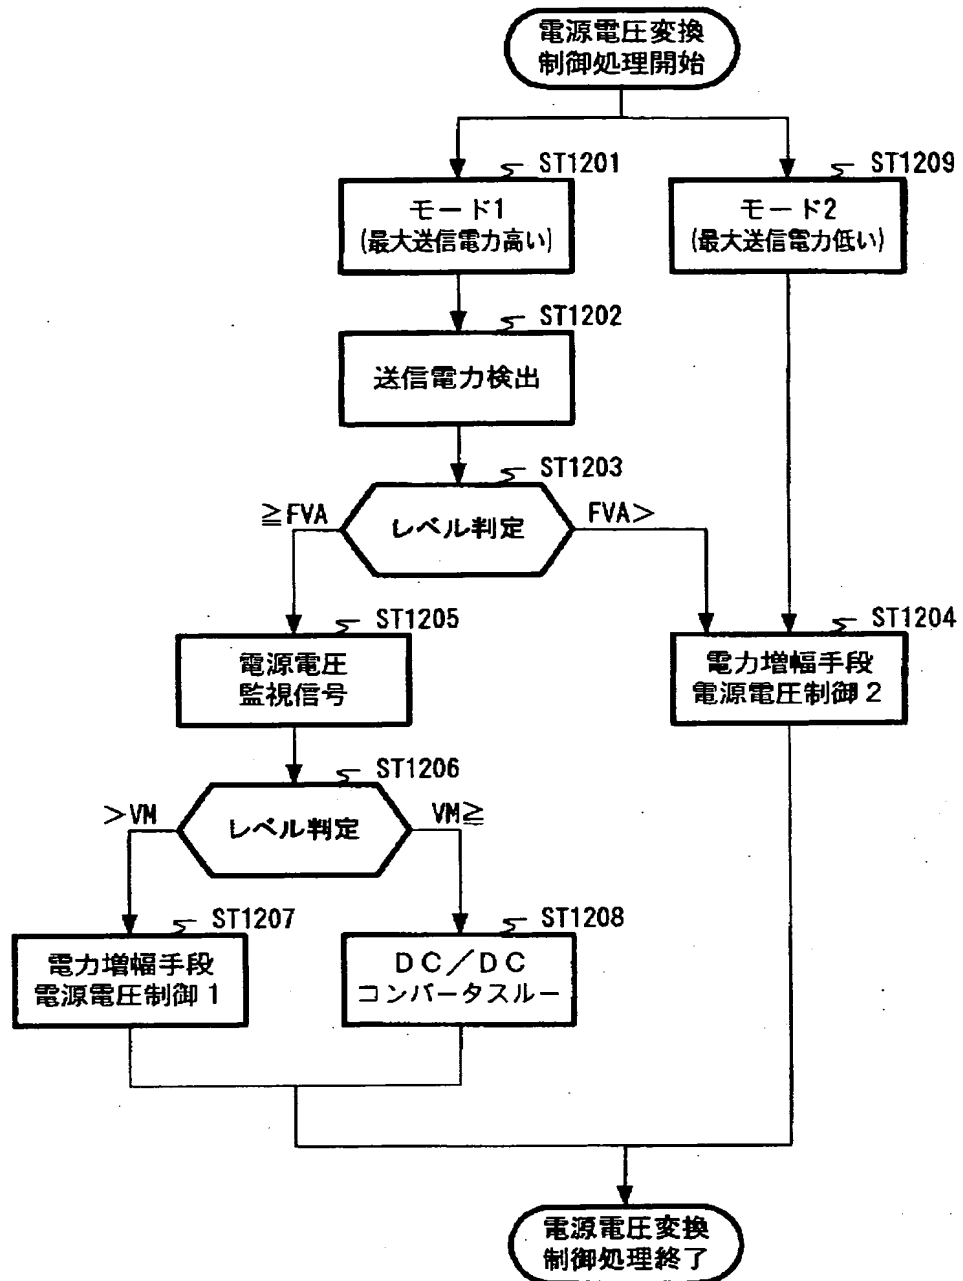 電源電圧変換
制御処理開始
ST1201
モード1
(最大送信電力高い)
ST1209
モード2
(最大送信電力低い)
ST1202
送信電力検出
ST1203
≧FVA
レベル判定
FVA>
ST1205
電源電圧
監視信号
ST1204
電力増幅手段
電源電圧制御2
ST1206
>VM
レベル判定
VM≧
ST1207
電力増幅手段
電源電圧制御1
ST1208
DC/DC
コンバータスルー
電源電圧変換
制御処理終了